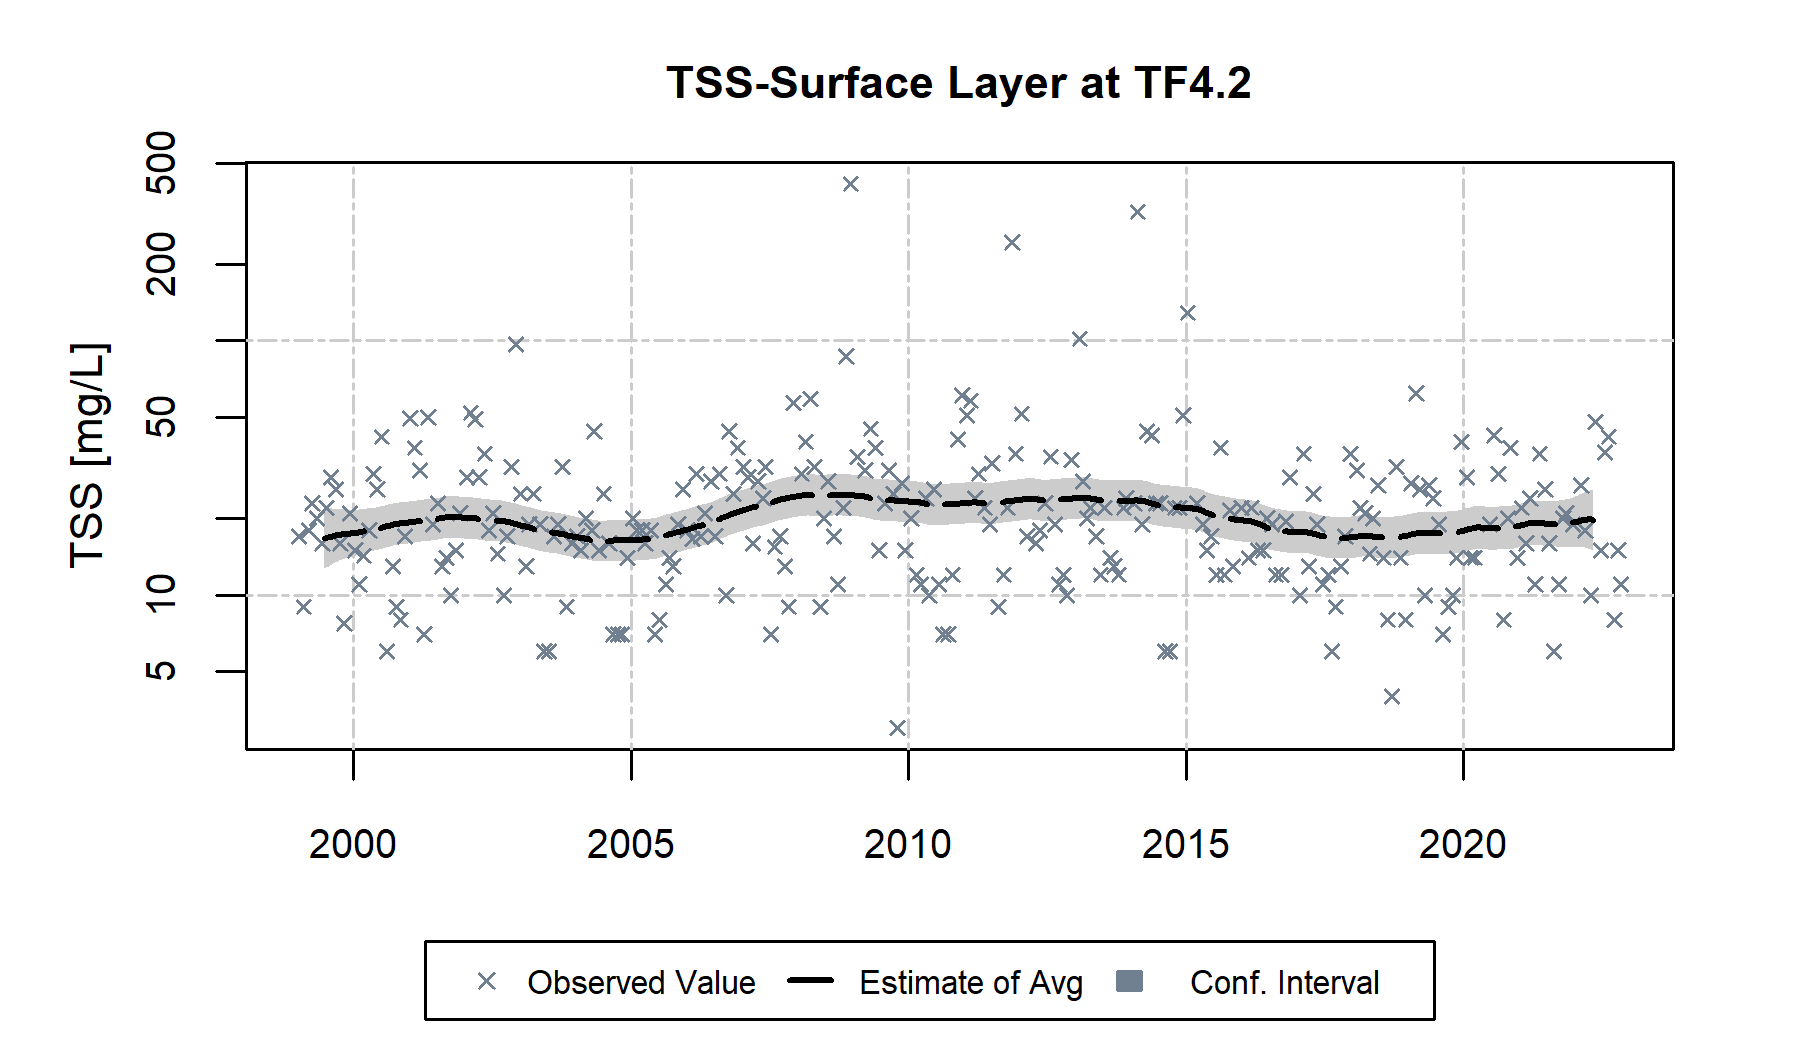 TSS-Surface Layer at TF4.2
TSS [mg/L]
500
200
50
10
5
2000 2005 2010 2015 2020
Observed Value Estimate of Avg Conf. Interval